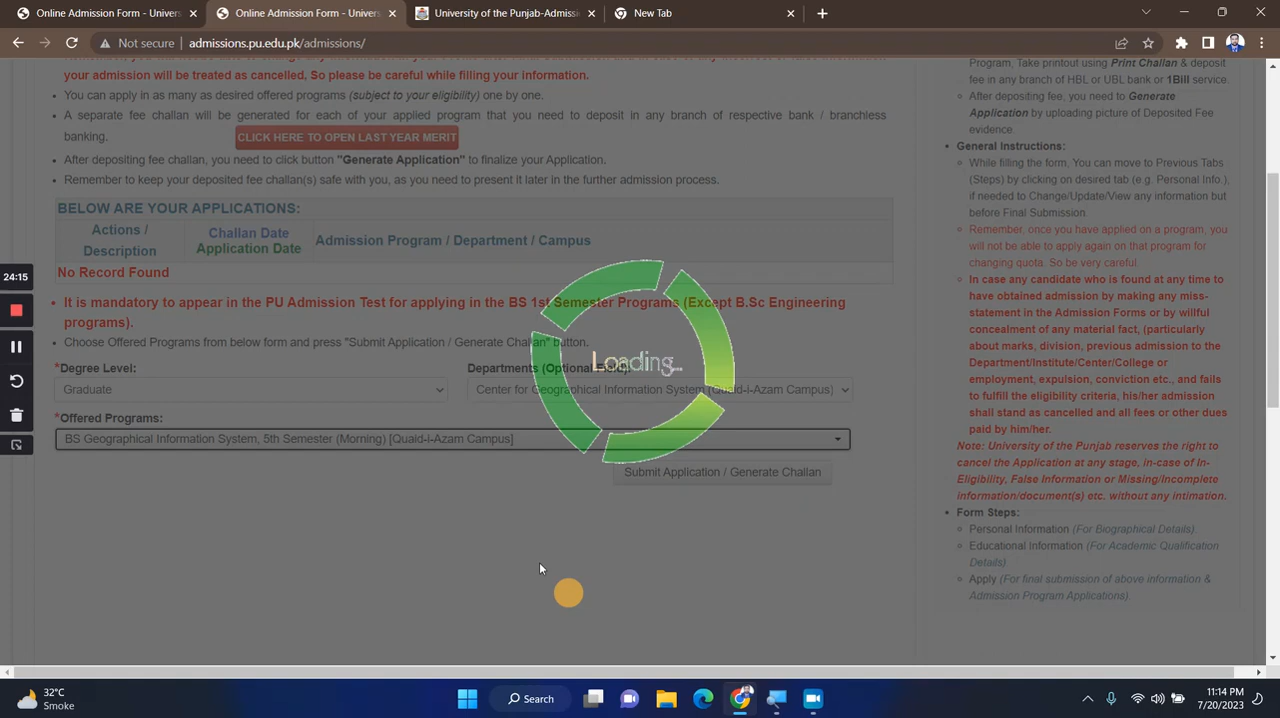 Online Admission Form - Univers
Online Admission Form - Univers
University of the Punjab-Admissi
New Tab
Not secure
admissions.pu.edu.pk/admissions/
your admission will be treated as cancelled, So please be careful while filling your information.
You can apply in as many as desired offered programs (subject to your eligibility) one by one.
A separate fee challan will be generated for each of your applied program that you need to deposit in any branch of respective bank / branchless
banking. CLICK HERE TO OPEN LAST YEAR MERIT
After depositing fee challan, you need to click button "Generate Application" to finalize your Application.
Remember to keep your deposited fee challan(s) safe with you, as you need to present it later in the further admission process.
BELOW ARE YOUR APPLICATIONS:
Actions /
Description
Challan Date
Application Date
Admission Program / Department / Campus
No Record Found
It is mandatory to appear in the PU Admission Test for applying in the BS 1st Semester Programs (Except B.Sc Engineering
programs).
Choose Offered Programs from below form and press "Submit Application / Generate Challan" button.
*Degree Level:
Departments (Optional
Graduate
Center for Geographical Information System (Quaid-i-Azam Campus)
*Offered Programs:
BS Geographical Information System, 5th Semester (Morning) [Quaid-i-Azam Campus]
Submit Application / Generate Challan
Loading...
Program, Take printout using Print Challan & deposit
fee in any branch of HBL or UBL bank or 1Bill service.
After depositing fee, you need to Generate
Application by uploading picture of Deposited Fee
evidence.
General Instructions:
While filling the form, You can move to Previous Tabs
(Steps) by clicking on desired tab (e.g. Personal Info.),
if needed to Change/Update/View any information but
before Final Submission.
Remember, once you have applied on a program, you
will not be able to apply again on that program for
changing quota. So be very careful.
In case any candidate who is found at any time to
have obtained admission by making any miss-
statement in the Admission Forms or by willful
concealment of any material fact, (particularly
about marks, division, previous admission to the
Department/Institute/Center/College or
employment, expulsion, conviction etc., and fails
to fulfill the eligibility criteria, his/her admission
shall stand as cancelled and all fees or other dues
paid by him/her.
Note: University of the Punjab reserves the right to
cancel the Application at any stage, in-case of In-
Eligibility, False Information or Missing/Incomplete
information/document(s) etc. without any intimation.
Form Steps:
Personal Information (For Biographical Details).
Educational Information (For Academic Qualification
Details).
Apply (For final submission of above information &
Admission Program Applications).
24:15
32°C
Smoke
Search
11:14 PM
7/20/2023